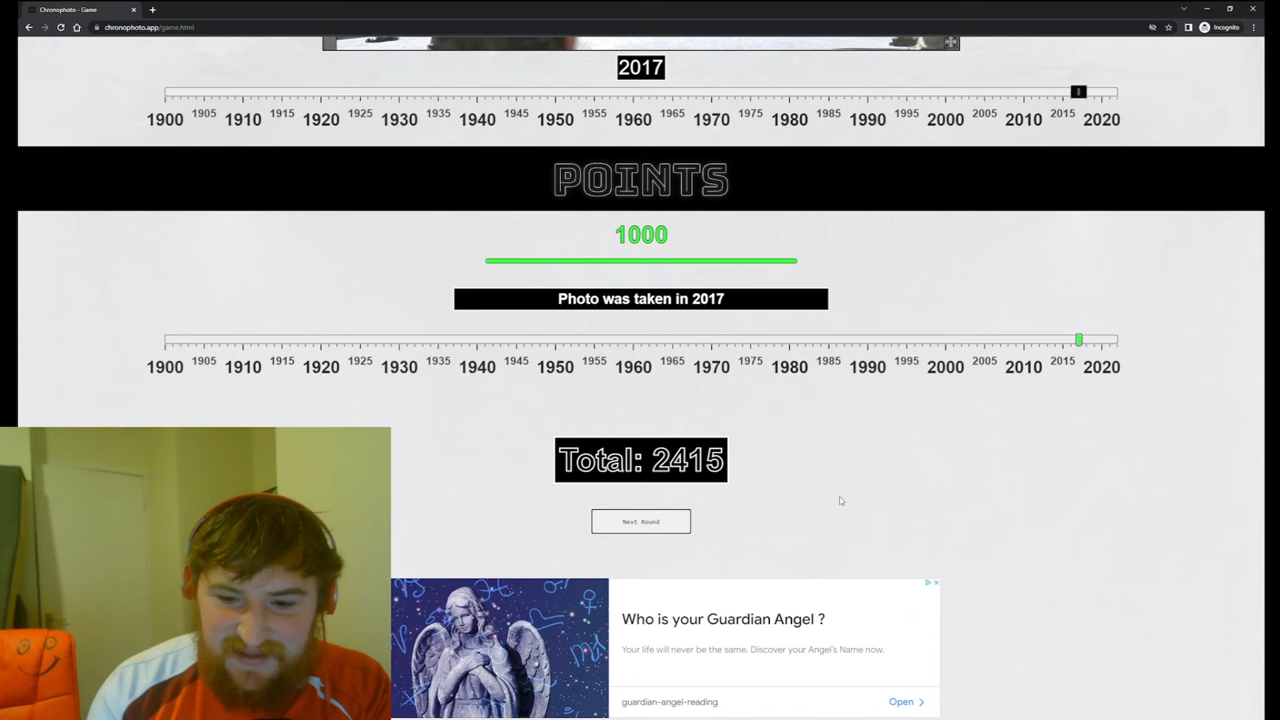 Chronophoto - Game
chronophoto.app/game.html
Incognito
2017
1900 1905 1910 1915 1920 1925 1930 1935 1940 1945 1950 1955 1960 1965 1970 1975 1980 1985 1990 1995 2000 2005 2010 2015 2020
POINTS
1000
Photo was taken in 2017
1900 1905 1910 1915 1920 1925 1930 1935 1940 1945 1950 1955 1960 1965 1970 1975 1980 1985 1990 1995 2000 2005 2010 2015 2020
Total: 2415
Next Round
Who is your Guardian Angel ?
Your life will never be the same. Discover your Angel's Name now.
guardian-angel-reading
Open